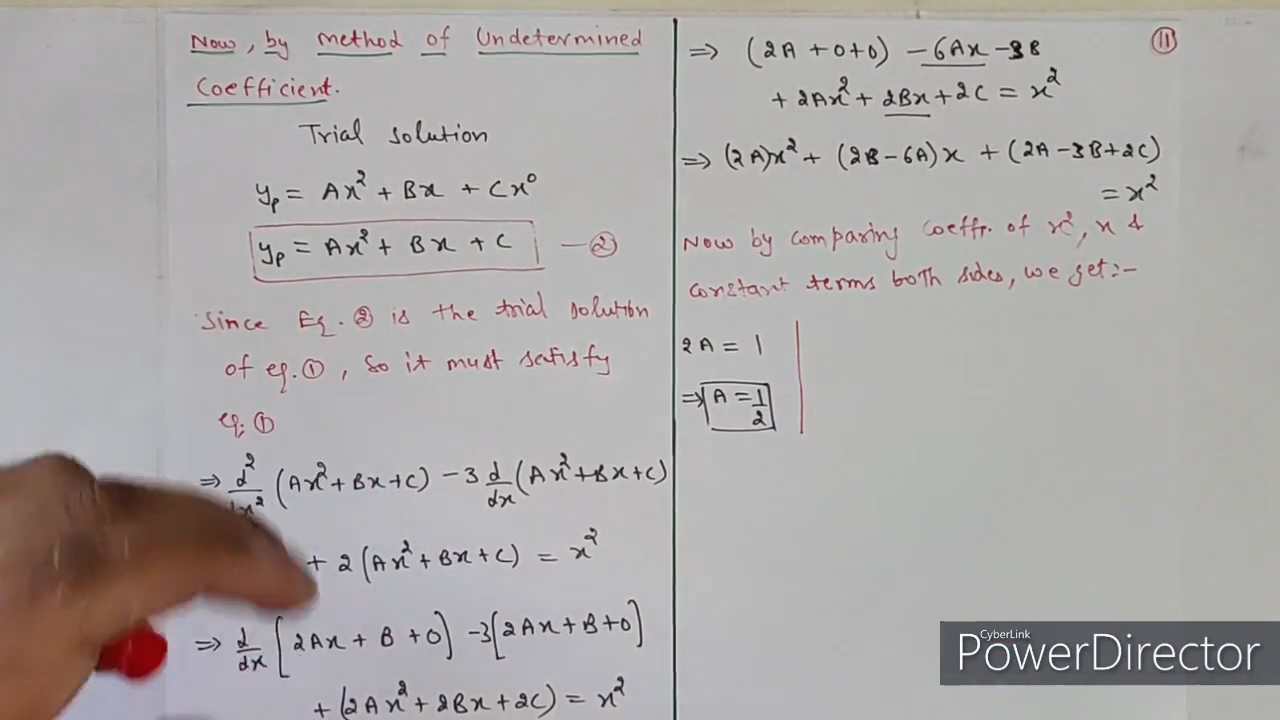 Now, by method of Undetermined
Coefficient.
Trial solution
yₚ = Ax² + Bx + Cx⁰
yₚ = Ax² + Bx + C —②
Since Eq. ② is the trial solution
of eq. ①, so it must satisfy
eq. ①
⇒ d²/dx² (Ax² + Bx + C) − 3 d/dx (Ax² + Bx + C)
+ 2 (Ax² + Bx + C) = x²
⇒ d/dx [2Ax + B + 0] − 3[2Ax + B + 0]
+ (2Ax² + 2Bx + 2C) = x²
⑪
⇒ (2A + 0 + 0) − 6Ax − 3B
+ 2Ax² + 2Bx + 2C = x²
⇒ (2A)x² + (2B − 6A)x + (2A − 3B + 2C)
= x²
Now by comparing coeffr. of x², x &
constant terms both sides, we get:-
2A = 1
⇒ A = 1/2
CyberLink
PowerDirector